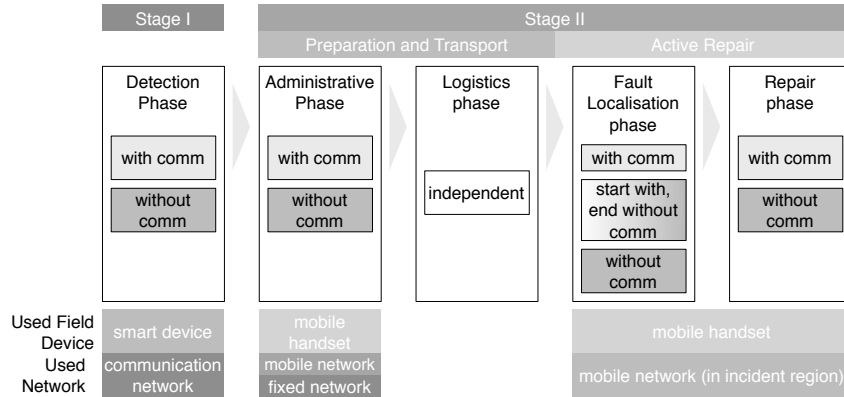 Stage I
Stage II
Preparation and Transport
Active Repair
Detection
Phase
with comm
without
comm
Administrative
Phase
with comm
without
comm
Logistics
phase
independent
Fault
Localisation
phase
with comm
start with,
end without
comm
without
comm
Repair
phase
with comm
without
comm
Used Field
Device
smart device
mobile
handset
mobile handset
Used
Network
communication
network
mobile network
fixed network
mobile network (in incident region)